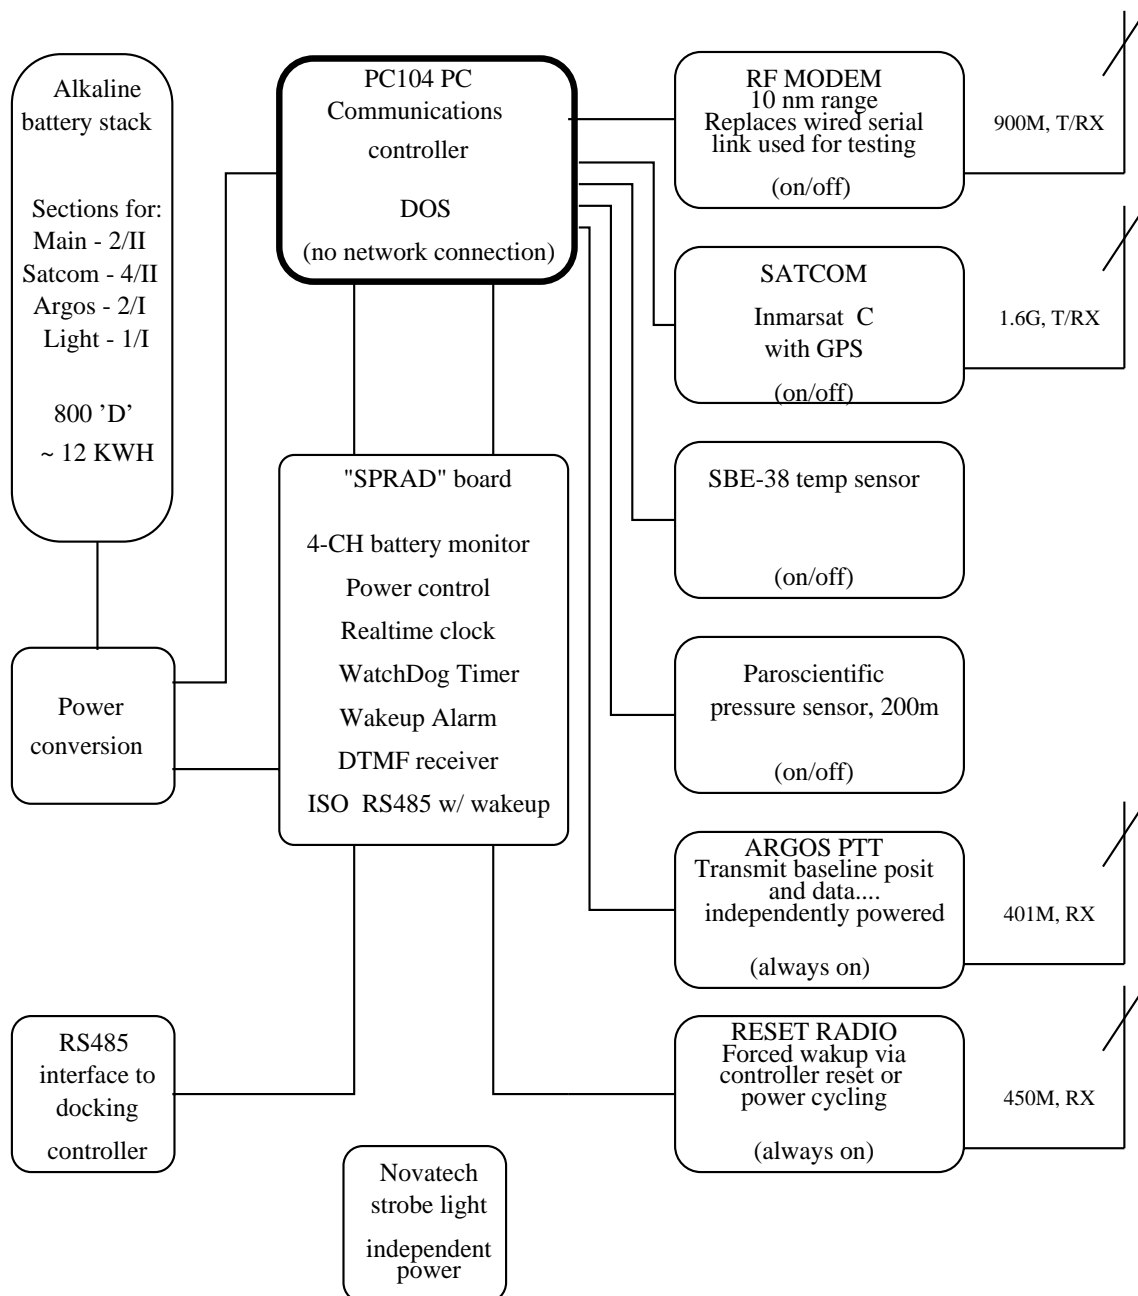 Alkaline
battery stack
Sections for:
Main - 2/II
Satcom - 4/II
Argos - 2/I
Light - 1/I
800 ’D’
~ 12 KWH
Power
conversion
RS485
interface to
docking
controller
PC104 PC
Communications
controller
DOS
(no network connection)
"SPRAD" board
4-CH battery monitor
Power control
Realtime clock
WatchDog Timer
Wakeup Alarm
DTMF receiver
ISO RS485 w/ wakeup
Novatech
strobe light
independent
power
RF MODEM
10 nm range
Replaces wired serial
link used for testing
(on/off)
900M, T/RX
SATCOM
Inmarsat C
with GPS
(on/off)
1.6G, T/RX
SBE-38 temp sensor
(on/off)
Paroscientific
pressure sensor, 200m
(on/off)
ARGOS PTT
Transmit baseline posit
and data....
independently powered
(always on)
401M, RX
RESET RADIO
Forced wakup via
controller reset or
power cycling
(always on)
450M, RX